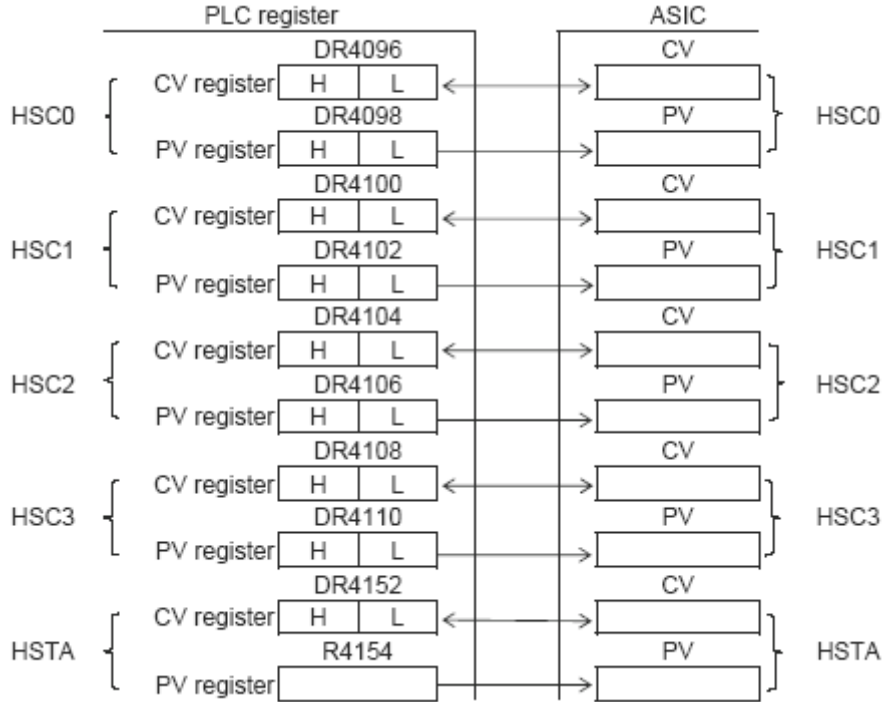 PLC register ASIC
DR4096 CV
CV register H L
HSC0 DR4098 PV HSC0
PV register H L
DR4100 CV
CV register H L
HSC1 DR4102 PV HSC1
PV register H L
DR4104 CV
CV register H L
HSC2 DR4106 PV HSC2
PV register H L
DR4108 CV
CV register H L
HSC3 DR4110 PV HSC3
PV register H L
DR4152 CV
CV register H L
HSTA R4154 PV HSTA
PV register